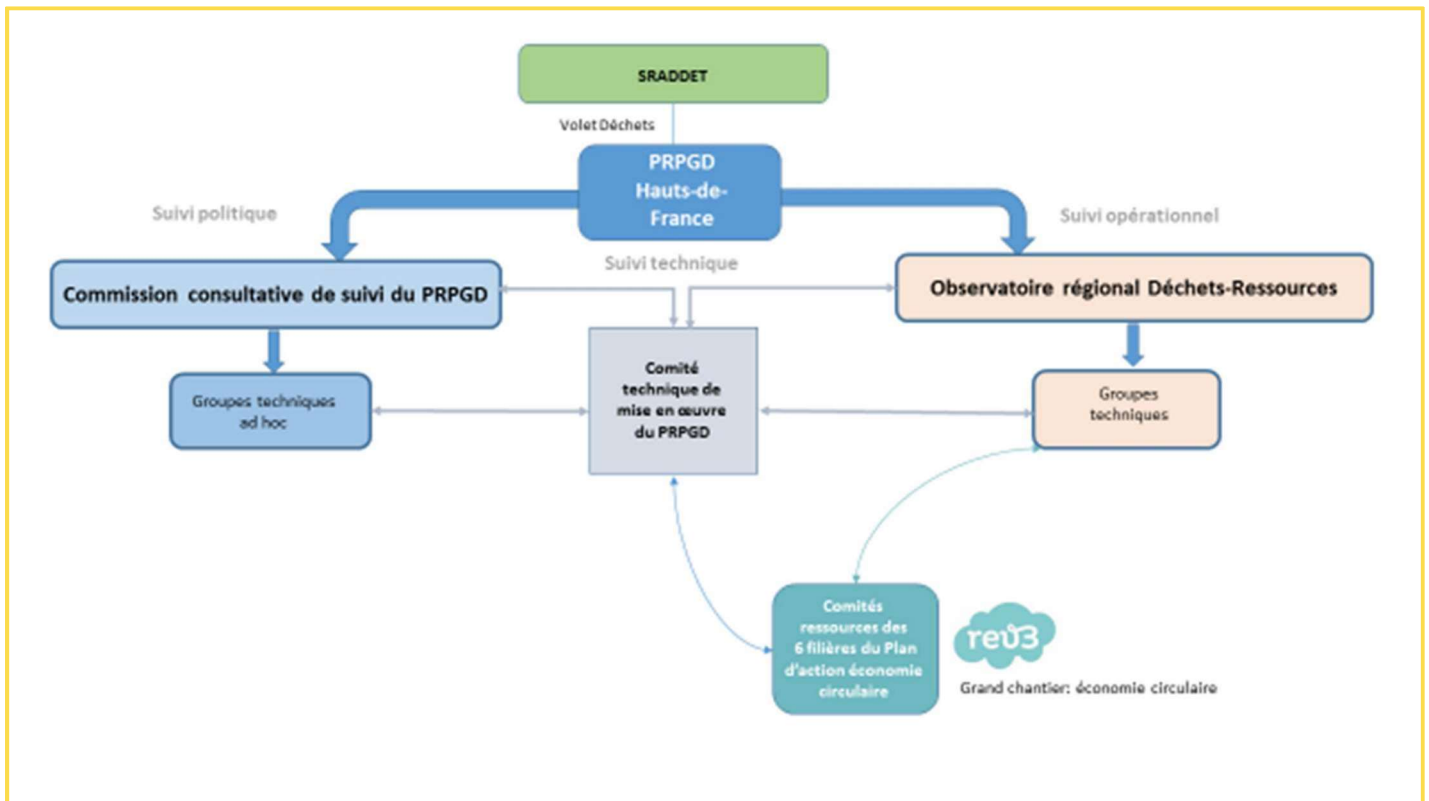 SRADDET
Volet Déchets
PRPGD
Hauts-de-
France
Suivi politique
Suivi opérationnel
Suivi technique
Commission consultative de suivi du PRPGD
Observatoire régional Déchets-Ressources
Groupes techniques
ad hoc
Comité
technique de
mise en œuvre
du PRPGD
Groupes
techniques
Comités
ressources des
6 filières du Plan
d'action économie
circulaire
rev3
Grand chantier: économie circulaire